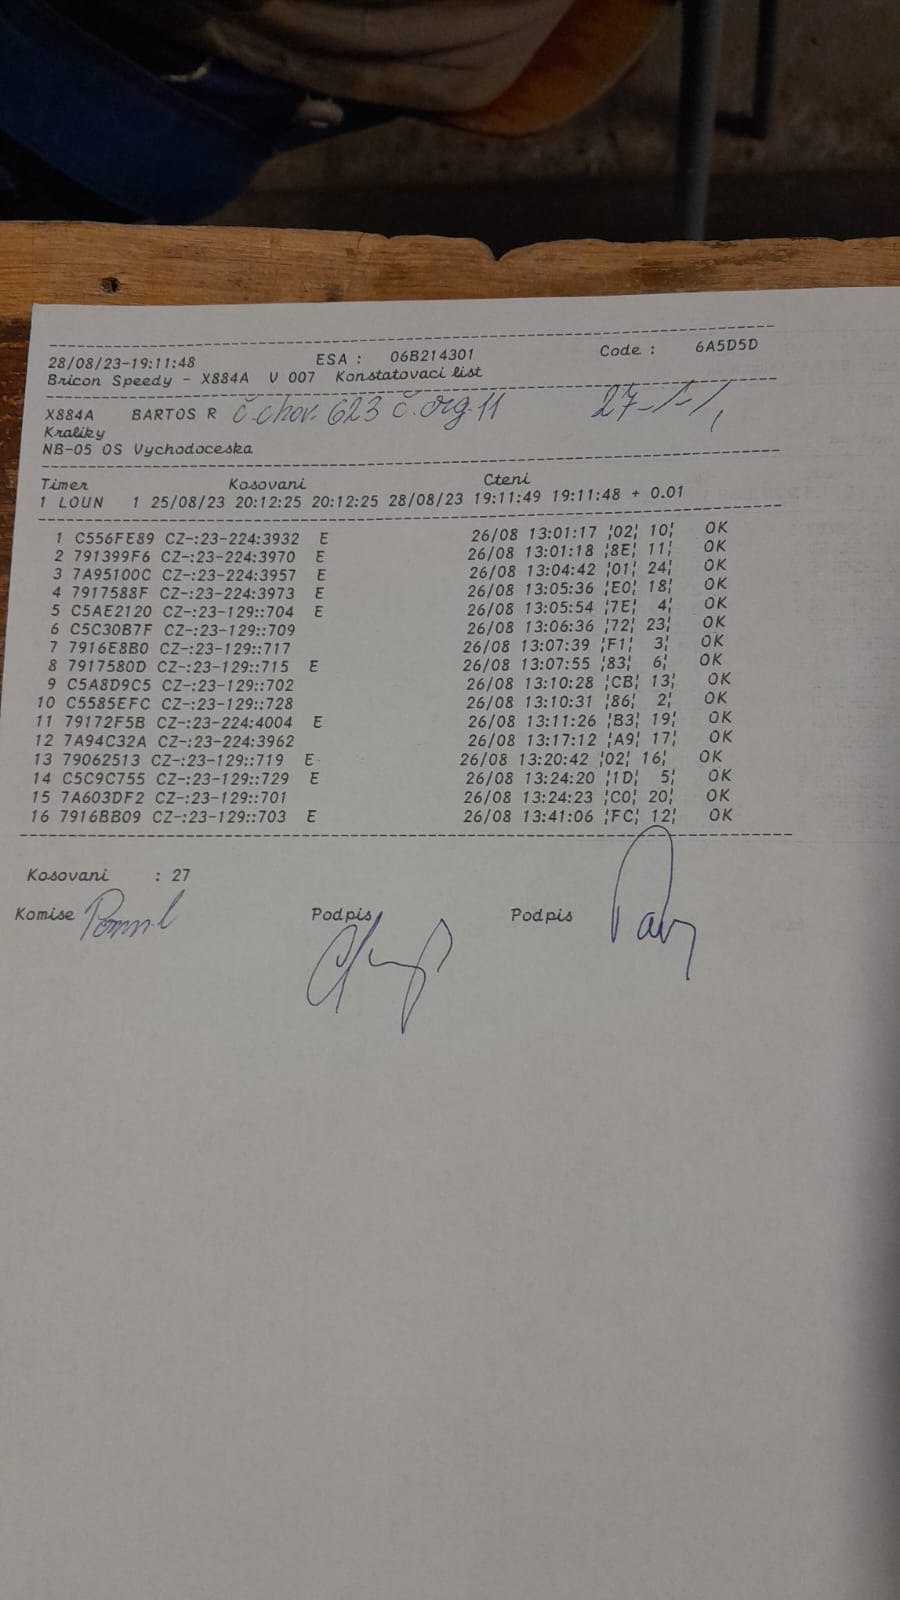 28/08/23-19:11:48 ESA : 06B214301 Code : 6A5D5D
Bricon Speedy - X884A V 007 Konstatovaci list
X884A BARTOS R č. chov. 623 č. org. 11 27-/-/,
Kraliky
NB-05 OS Vychodoceska
Timer Kosovani Cteni
1 LOUN 1 25/08/23 20:12:25 20:12:25 28/08/23 19:11:49 19:11:48 + 0.01
1 C556FE89 CZ-:23-224:3932 E 26/08 13:01:17 ¦02¦ 10¦ OK
2 791399F6 CZ-:23-224:3970 E 26/08 13:01:18 ¦8E¦ 11¦ OK
3 7A95100C CZ-:23-224:3957 E 26/08 13:04:42 ¦01¦ 24¦ OK
4 7917588F CZ-:23-224:3973 E 26/08 13:05:36 ¦E0¦ 18¦ OK
5 C5AE2120 CZ-:23-129::704 E 26/08 13:05:54 ¦7E¦ 4¦ OK
6 C5C30B7F CZ-:23-129::709 26/08 13:06:36 ¦72¦ 23¦ OK
7 7916E8B0 CZ-:23-129::717 26/08 13:07:39 ¦F1¦ 3¦ OK
8 7917580D CZ-:23-129::715 E 26/08 13:07:55 ¦83¦ 6¦ OK
9 C5A8D9C5 CZ-:23-129::702 26/08 13:10:28 ¦CB¦ 13¦ OK
10 C5585EFC CZ-:23-129::728 26/08 13:10:31 ¦86¦ 2¦ OK
11 79172F5B CZ-:23-224:4004 E 26/08 13:11:26 ¦B3¦ 19¦ OK
12 7A94C32A CZ-:23-224:3962 26/08 13:17:12 ¦A9¦ 17¦ OK
13 79062513 CZ-:23-129::719 E 26/08 13:20:42 ¦02¦ 16¦ OK
14 C5C9C755 CZ-:23-129::729 E 26/08 13:24:20 ¦1D¦ 5¦ OK
15 7A603DF2 CZ-:23-129::701 26/08 13:24:23 ¦C0¦ 20¦ OK
16 7916BB09 CZ-:23-129::703 E 26/08 13:41:06 ¦FC¦ 12¦ OK
Kosovani : 27
Komise Podpis Podpis